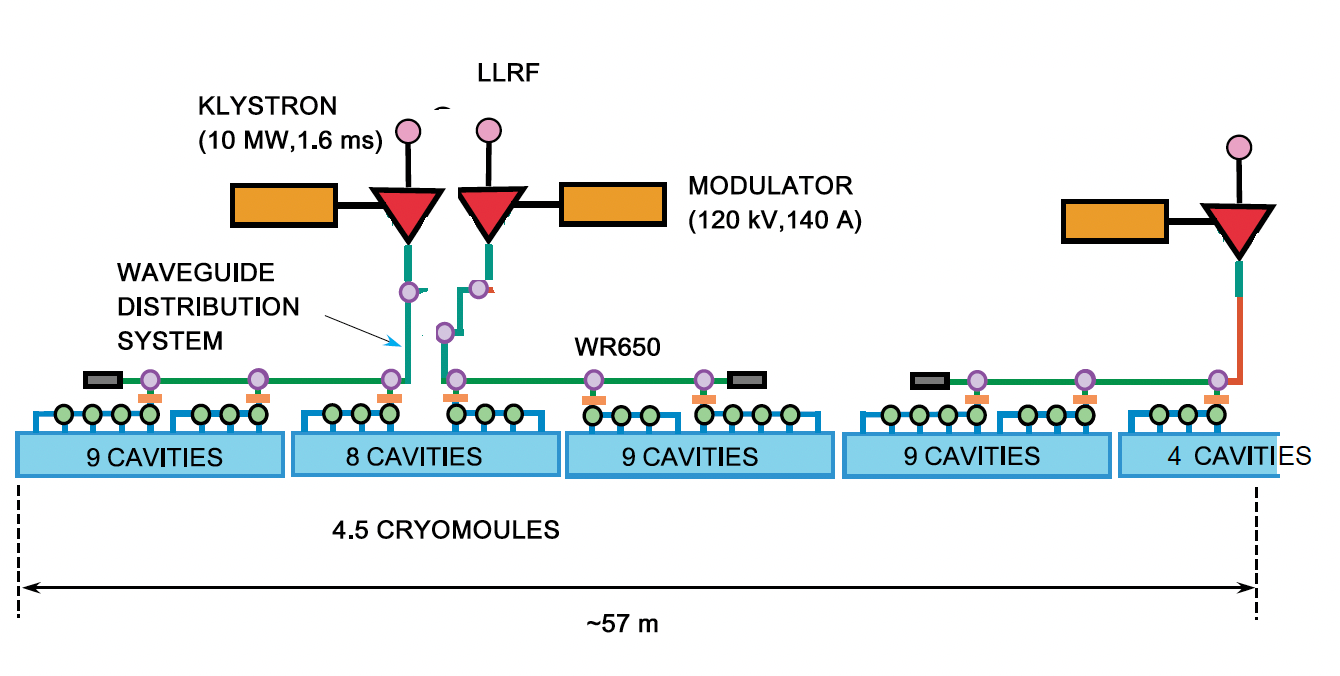 LLRF
KLYSTRON
(10 MW,1.6 ms)
MODULATOR
(120 kV,140 A)
WAVEGUIDE
DISTRIBUTION
SYSTEM
WR650
9 CAVITIES
8 CAVITIES
9 CAVITIES
9 CAVITIES
4 CAVITIES
4.5 CRYOMOULES
~57 m